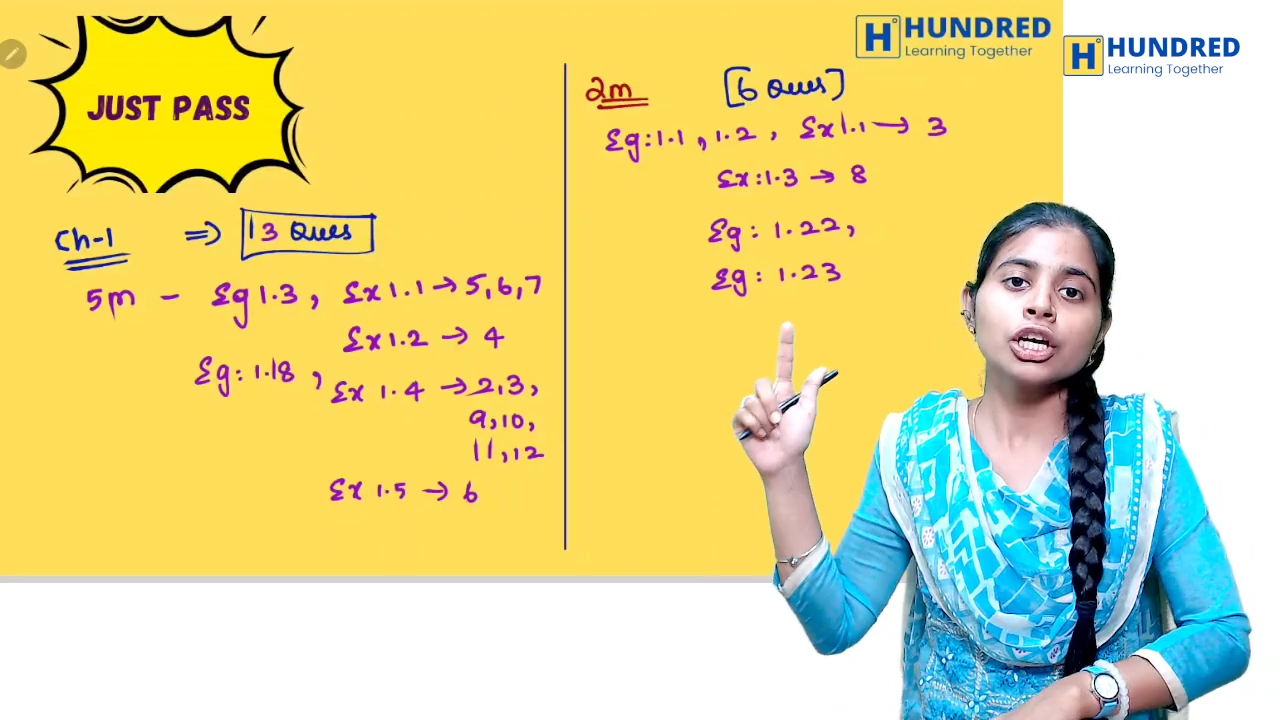 JUST PASS
Ch-1 ⇒ 13 Ques
5m - Eg 1.3, Ex 1.1 → 5,6,7
Ex 1.2 → 4
Eg: 1.18, Ex 1.4 → 2,3,
9,10,
11,12
Ex 1.5 → 6
H° HUNDRED
Learning Together
H° HUNDRED
Learning Together
2m [6 Ques]
Eg: 1.1, 1.2, Ex 1.1 → 3
Ex: 1.3 → 8
Eg: 1.22,
Eg: 1.23